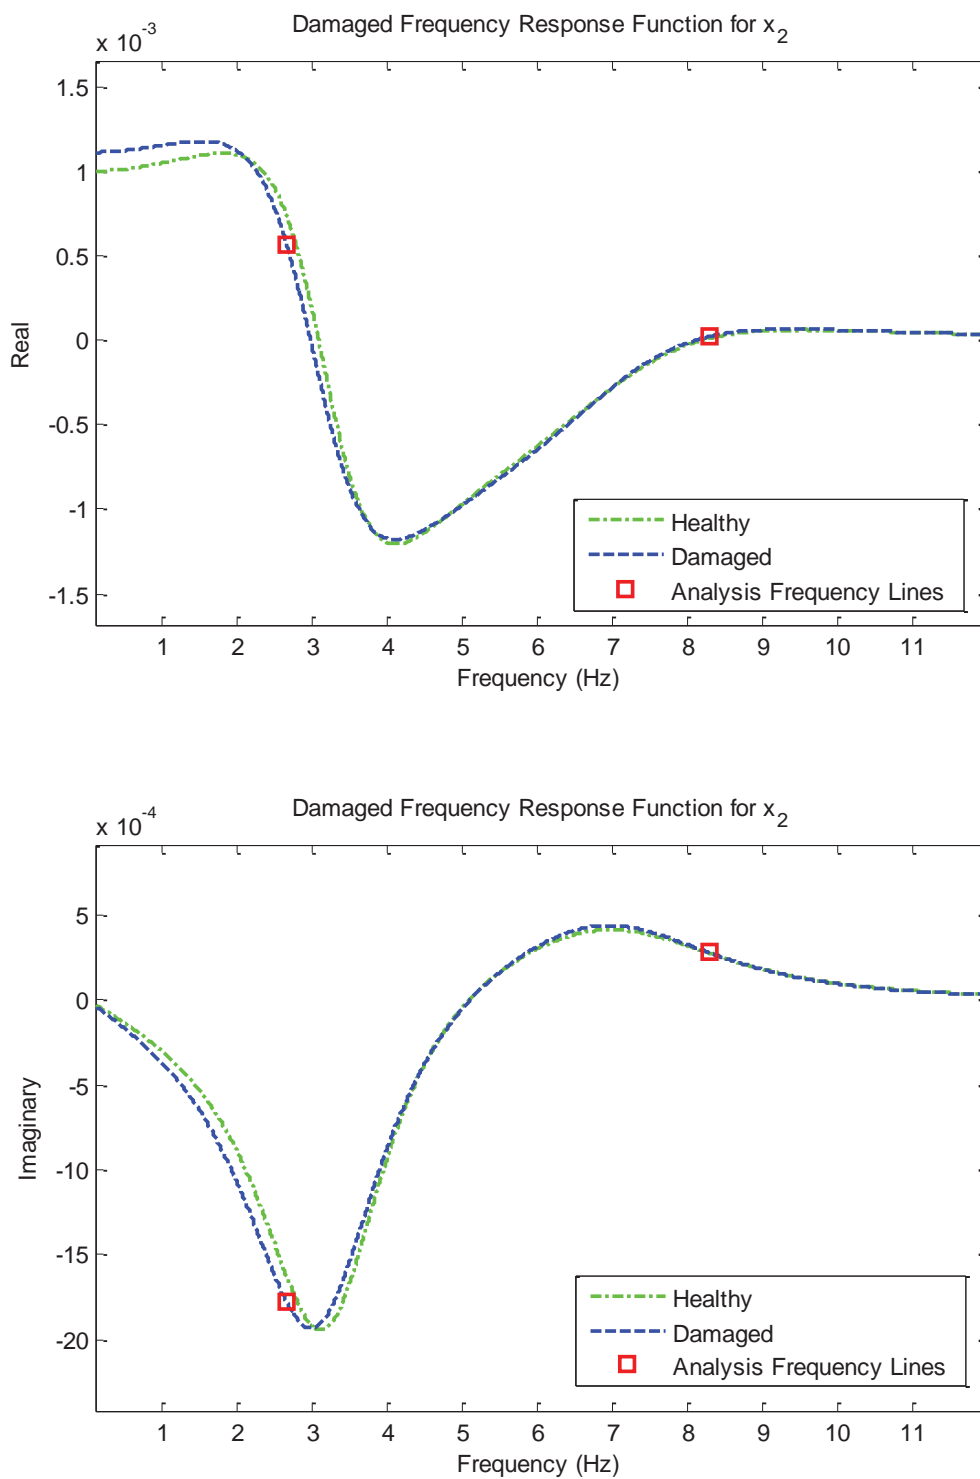 Damaged Frequency Response Function for x2
x 10-3
1.5
1
0.5
0
-0.5
-1
-1.5
Real
1 2 3 4 5 6 7 8 9 10 11
Frequency (Hz)
Healthy
Damaged
Analysis Frequency Lines
Damaged Frequency Response Function for x2
x 10-4
5
0
-5
-10
-15
-20
Imaginary
1 2 3 4 5 6 7 8 9 10 11
Frequency (Hz)
Healthy
Damaged
Analysis Frequency Lines